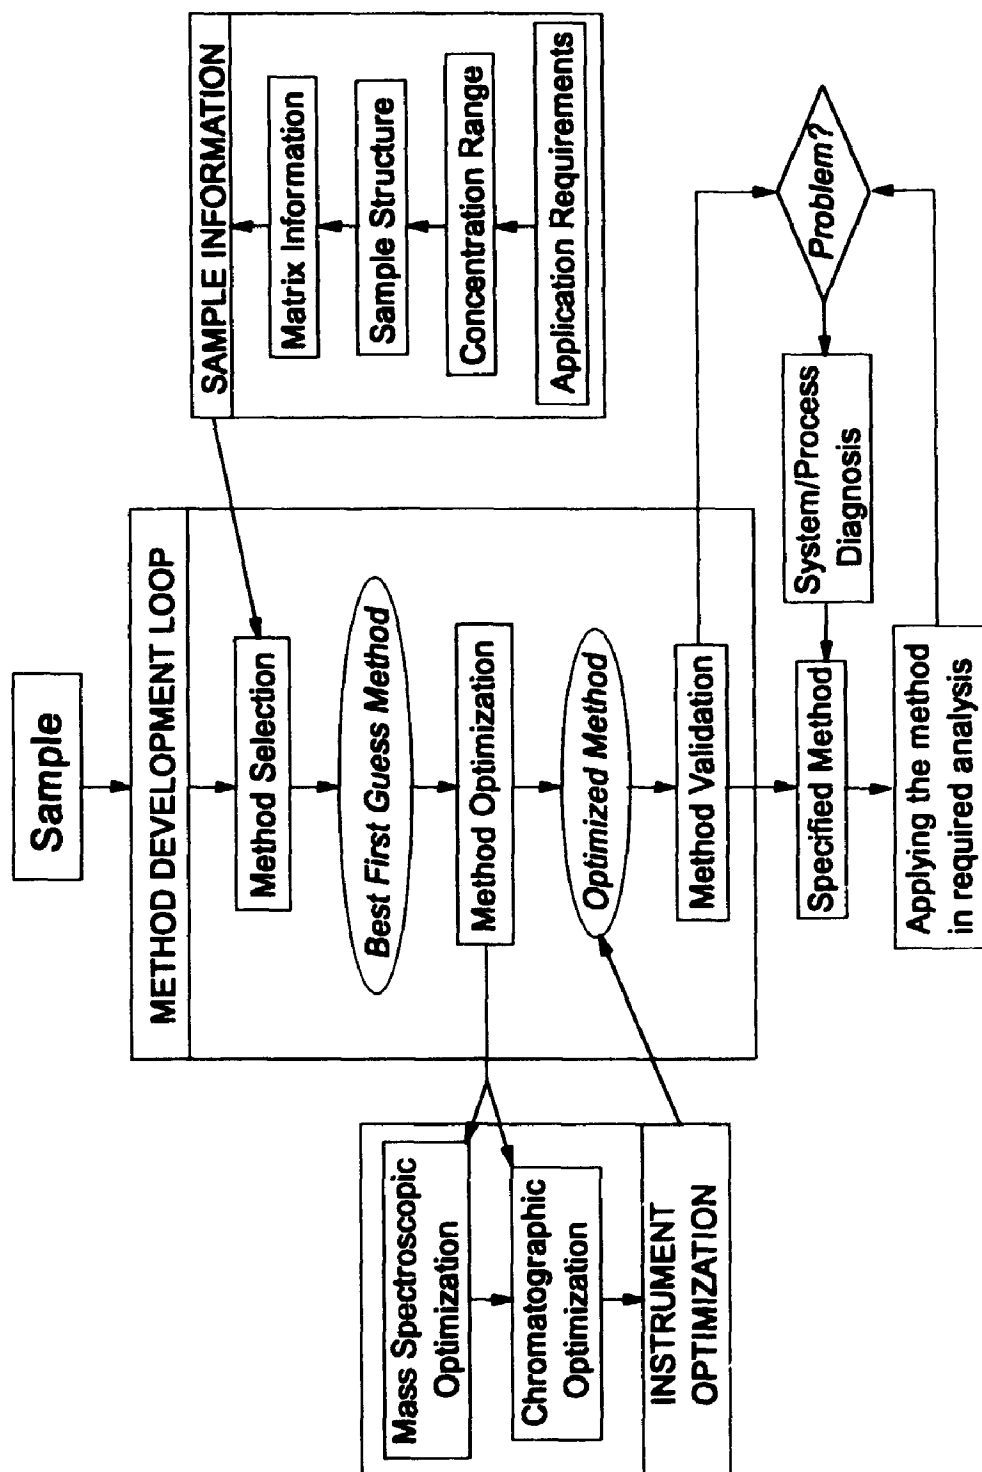 Sample
METHOD DEVELOPMENT LOOP
Method Selection
Best First Guess Method
Method Optimization
Optimized Method
Method Validation
Specified Method
Applying the method
in required analysis
SAMPLE INFORMATION
Matrix Information
Sample Structure
Concentration Range
Application Requirements
Mass Spectroscopic
Optimization
Chromatographic
Optimization
INSTRUMENT
OPTIMIZATION
Problem?
System/Process
Diagnosis